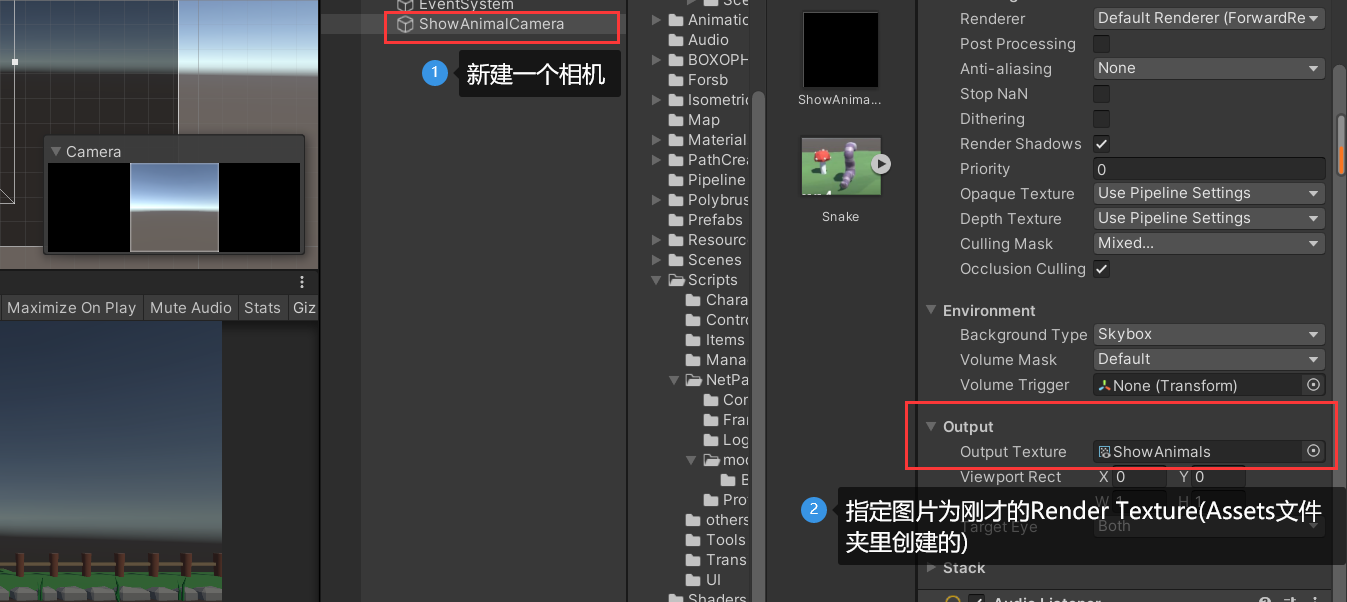 EventSystem
ShowAnimalCamera
1
新建一个相机
Camera
Maximize On Play
Mute Audio
Stats
Giz
Animatic
Audio
BOXOPH
Forsb
Isometric
Map
Material
PathCrea
Pipeline
Polybrus
Prefabs
Resourc
Scenes
Scripts
Chara
Contro
Items
Mana
NetPa
Cor
Frar
Log
moc
Pro
others
Tools
Trans
UI
Shaders
ShowAnima...
Snake
Renderer
Default Renderer (ForwardRe
Post Processing
Anti-aliasing
None
Stop NaN
Dithering
Render Shadows
Priority
0
Opaque Texture
Use Pipeline Settings
Depth Texture
Use Pipeline Settings
Culling Mask
Mixed...
Occlusion Culling
Environment
Background Type
Skybox
Volume Mask
Default
Volume Trigger
None (Transform)
Output
Output Texture
ShowAnimals
Viewport Rect
X 0
Y 0
W 1
H 1
2
指定图片为刚才的Render Texture(Assets文件
夹里创建的)
Target Eye
Both
Stack
Audio Listener